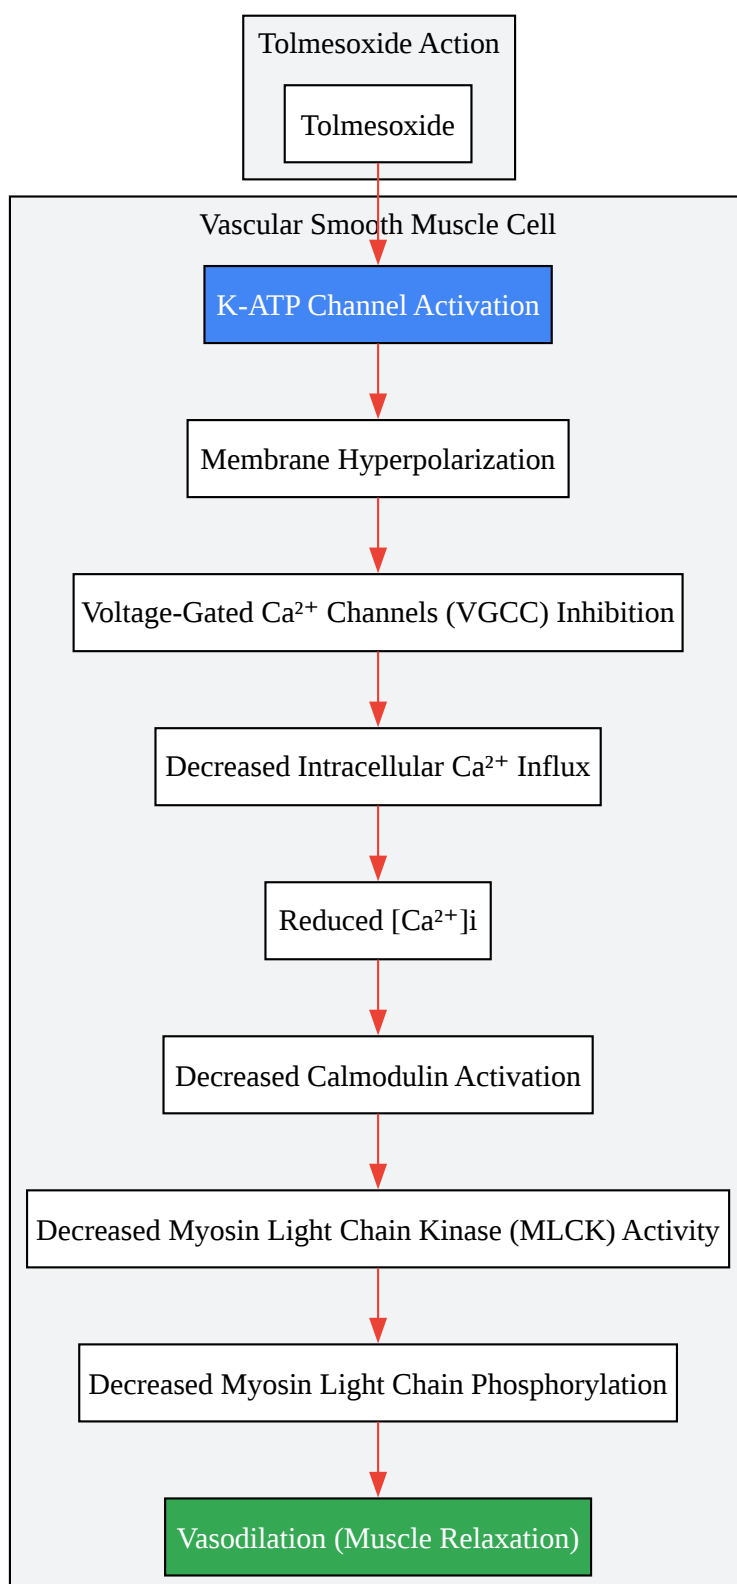 Tolmesoxide Action
Tolmesoxide
Vascular Smooth Muscle Cell
K-ATP Channel Activation
Membrane Hyperpolarization
Voltage-Gated Ca²⁺ Channels (VGCC) Inhibition
Decreased Intracellular Ca²⁺ Influx
Reduced [Ca²⁺]i
Decreased Calmodulin Activation
Decreased Myosin Light Chain Kinase (MLCK) Activity
Decreased Myosin Light Chain Phosphorylation
Vasodilation (Muscle Relaxation)